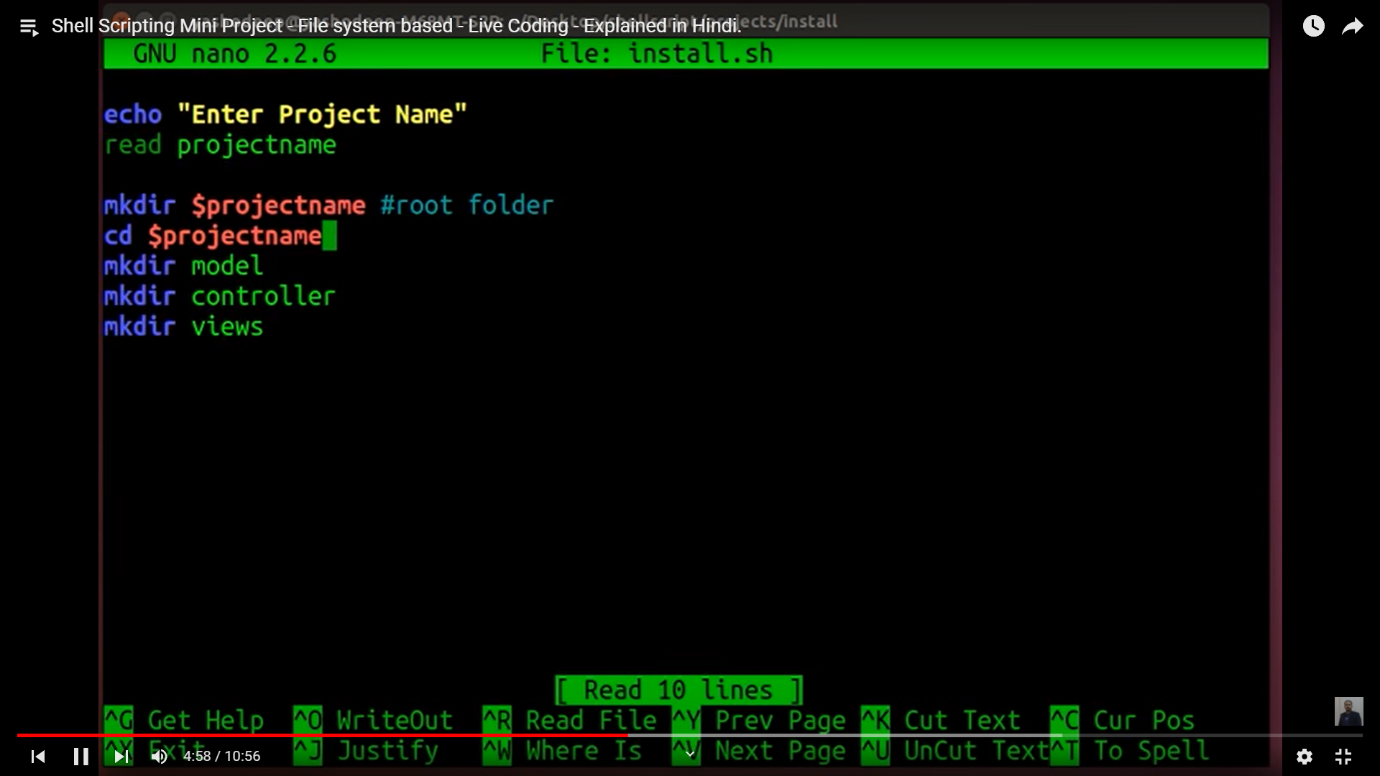 Shell Scripting Mini Project - File system based - Live Coding - Explained in Hindi.
GNU nano 2.2.6 File: install.sh
echo "Enter Project Name"
read projectname
mkdir $projectname #root folder
cd $projectname
mkdir model
mkdir controller
mkdir views
[ Read 10 lines ]
^G Get Help ^O WriteOut ^R Read File ^Y Prev Page ^K Cut Text ^C Cur Pos
^X Exit ^J Justify ^W Where Is ^V Next Page ^U UnCut Text ^T To Spell
4:58 / 10:56